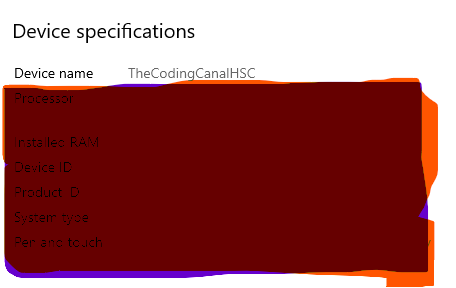 Device specifications
Device name TheCodingCanalHSC
Processor
Installed RAM
Device ID
Product ID
System type
Pen and touch